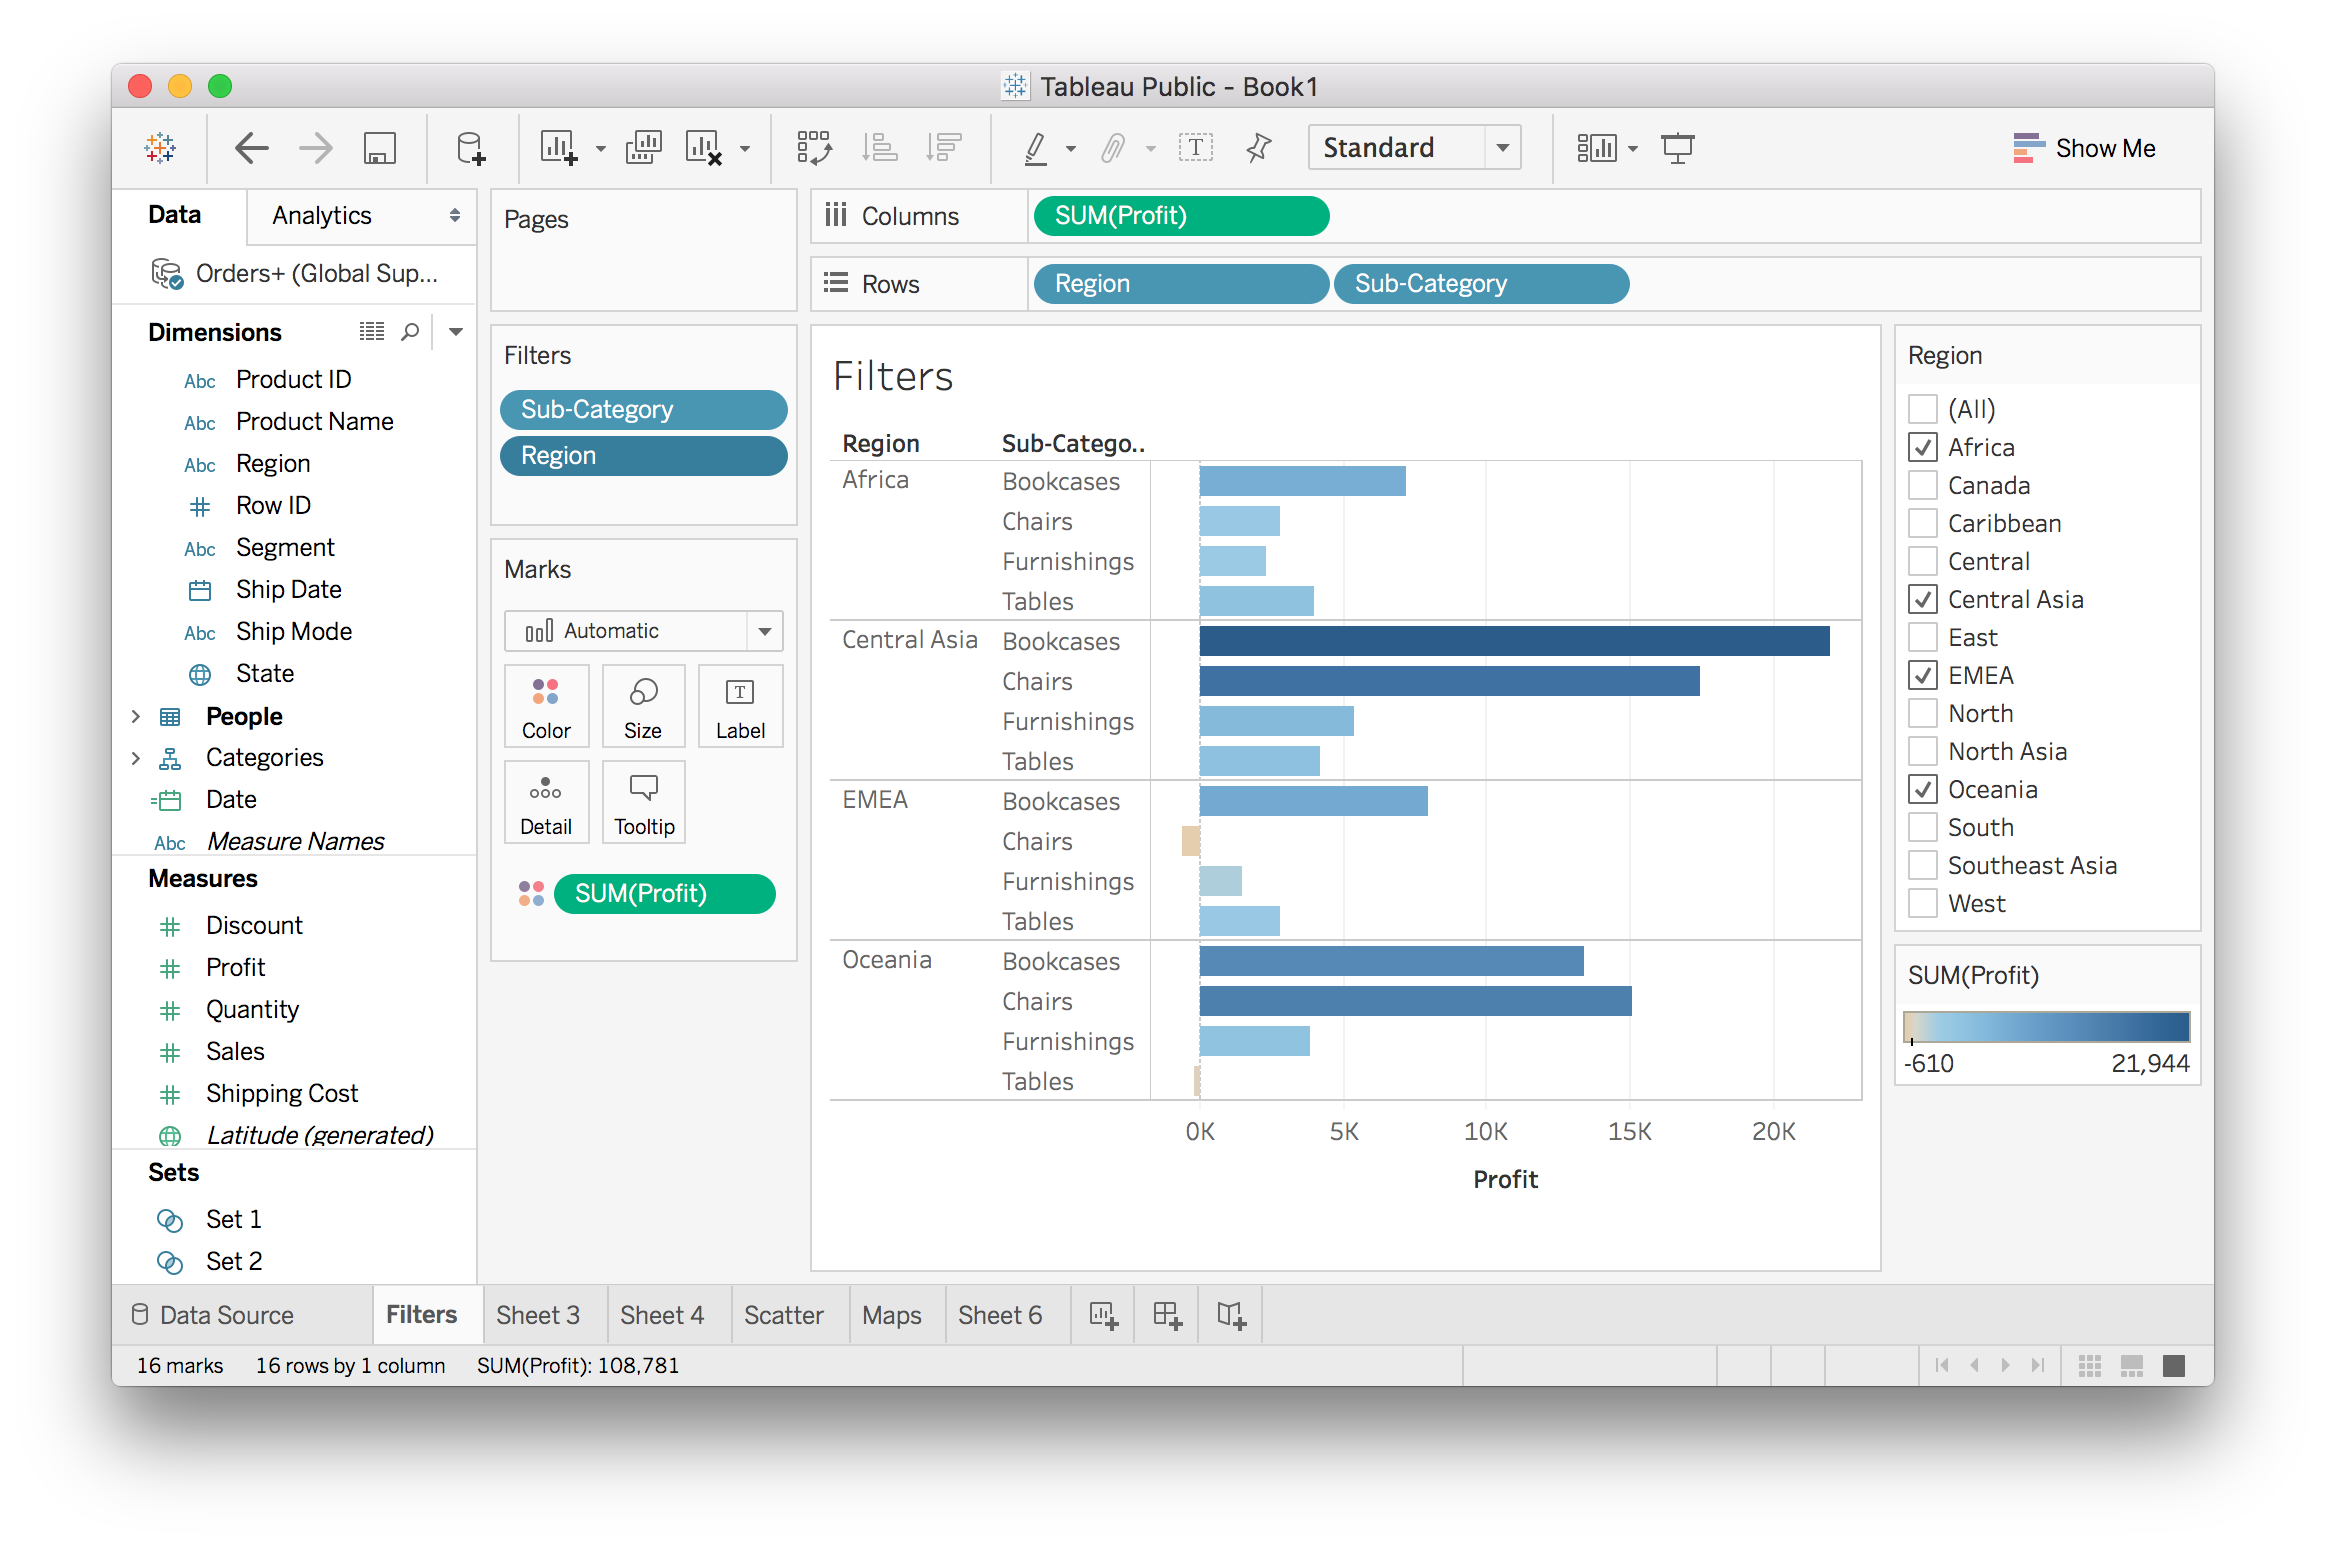 Tableau Public - Book1
Standard
Show Me
Data
Analytics
Orders+ (Global Sup...
Dimensions
Abc Product ID
Abc Product Name
Abc Region
Row ID
Abc Segment
Ship Date
Abc Ship Mode
State
People
Categories
Date
Abc Measure Names
Measures
Discount
Profit
Quantity
Sales
Shipping Cost
Latitude (generated)
Sets
Set 1
Set 2
Pages
Filters
Sub-Category
Region
Marks
Automatic
Color
Size
T
Label
Detail
Tooltip
SUM(Profit)
Columns
SUM(Profit)
Rows
Region
Sub-Category
Filters
Region Sub-Catego..
Africa Bookcases
Chairs
Furnishings
Tables
Central Asia Bookcases
Chairs
Furnishings
Tables
EMEA Bookcases
Chairs
Furnishings
Tables
Oceania Bookcases
Chairs
Furnishings
Tables
0K 5K 10K 15K 20K
Profit
Region
(All)
Africa
Canada
Caribbean
Central
Central Asia
East
EMEA
North
North Asia
Oceania
South
Southeast Asia
West
SUM(Profit)
-610 21,944
Data Source
Filters
Sheet 3
Sheet 4
Scatter
Maps
Sheet 6
16 marks 16 rows by 1 column SUM(Profit): 108,781